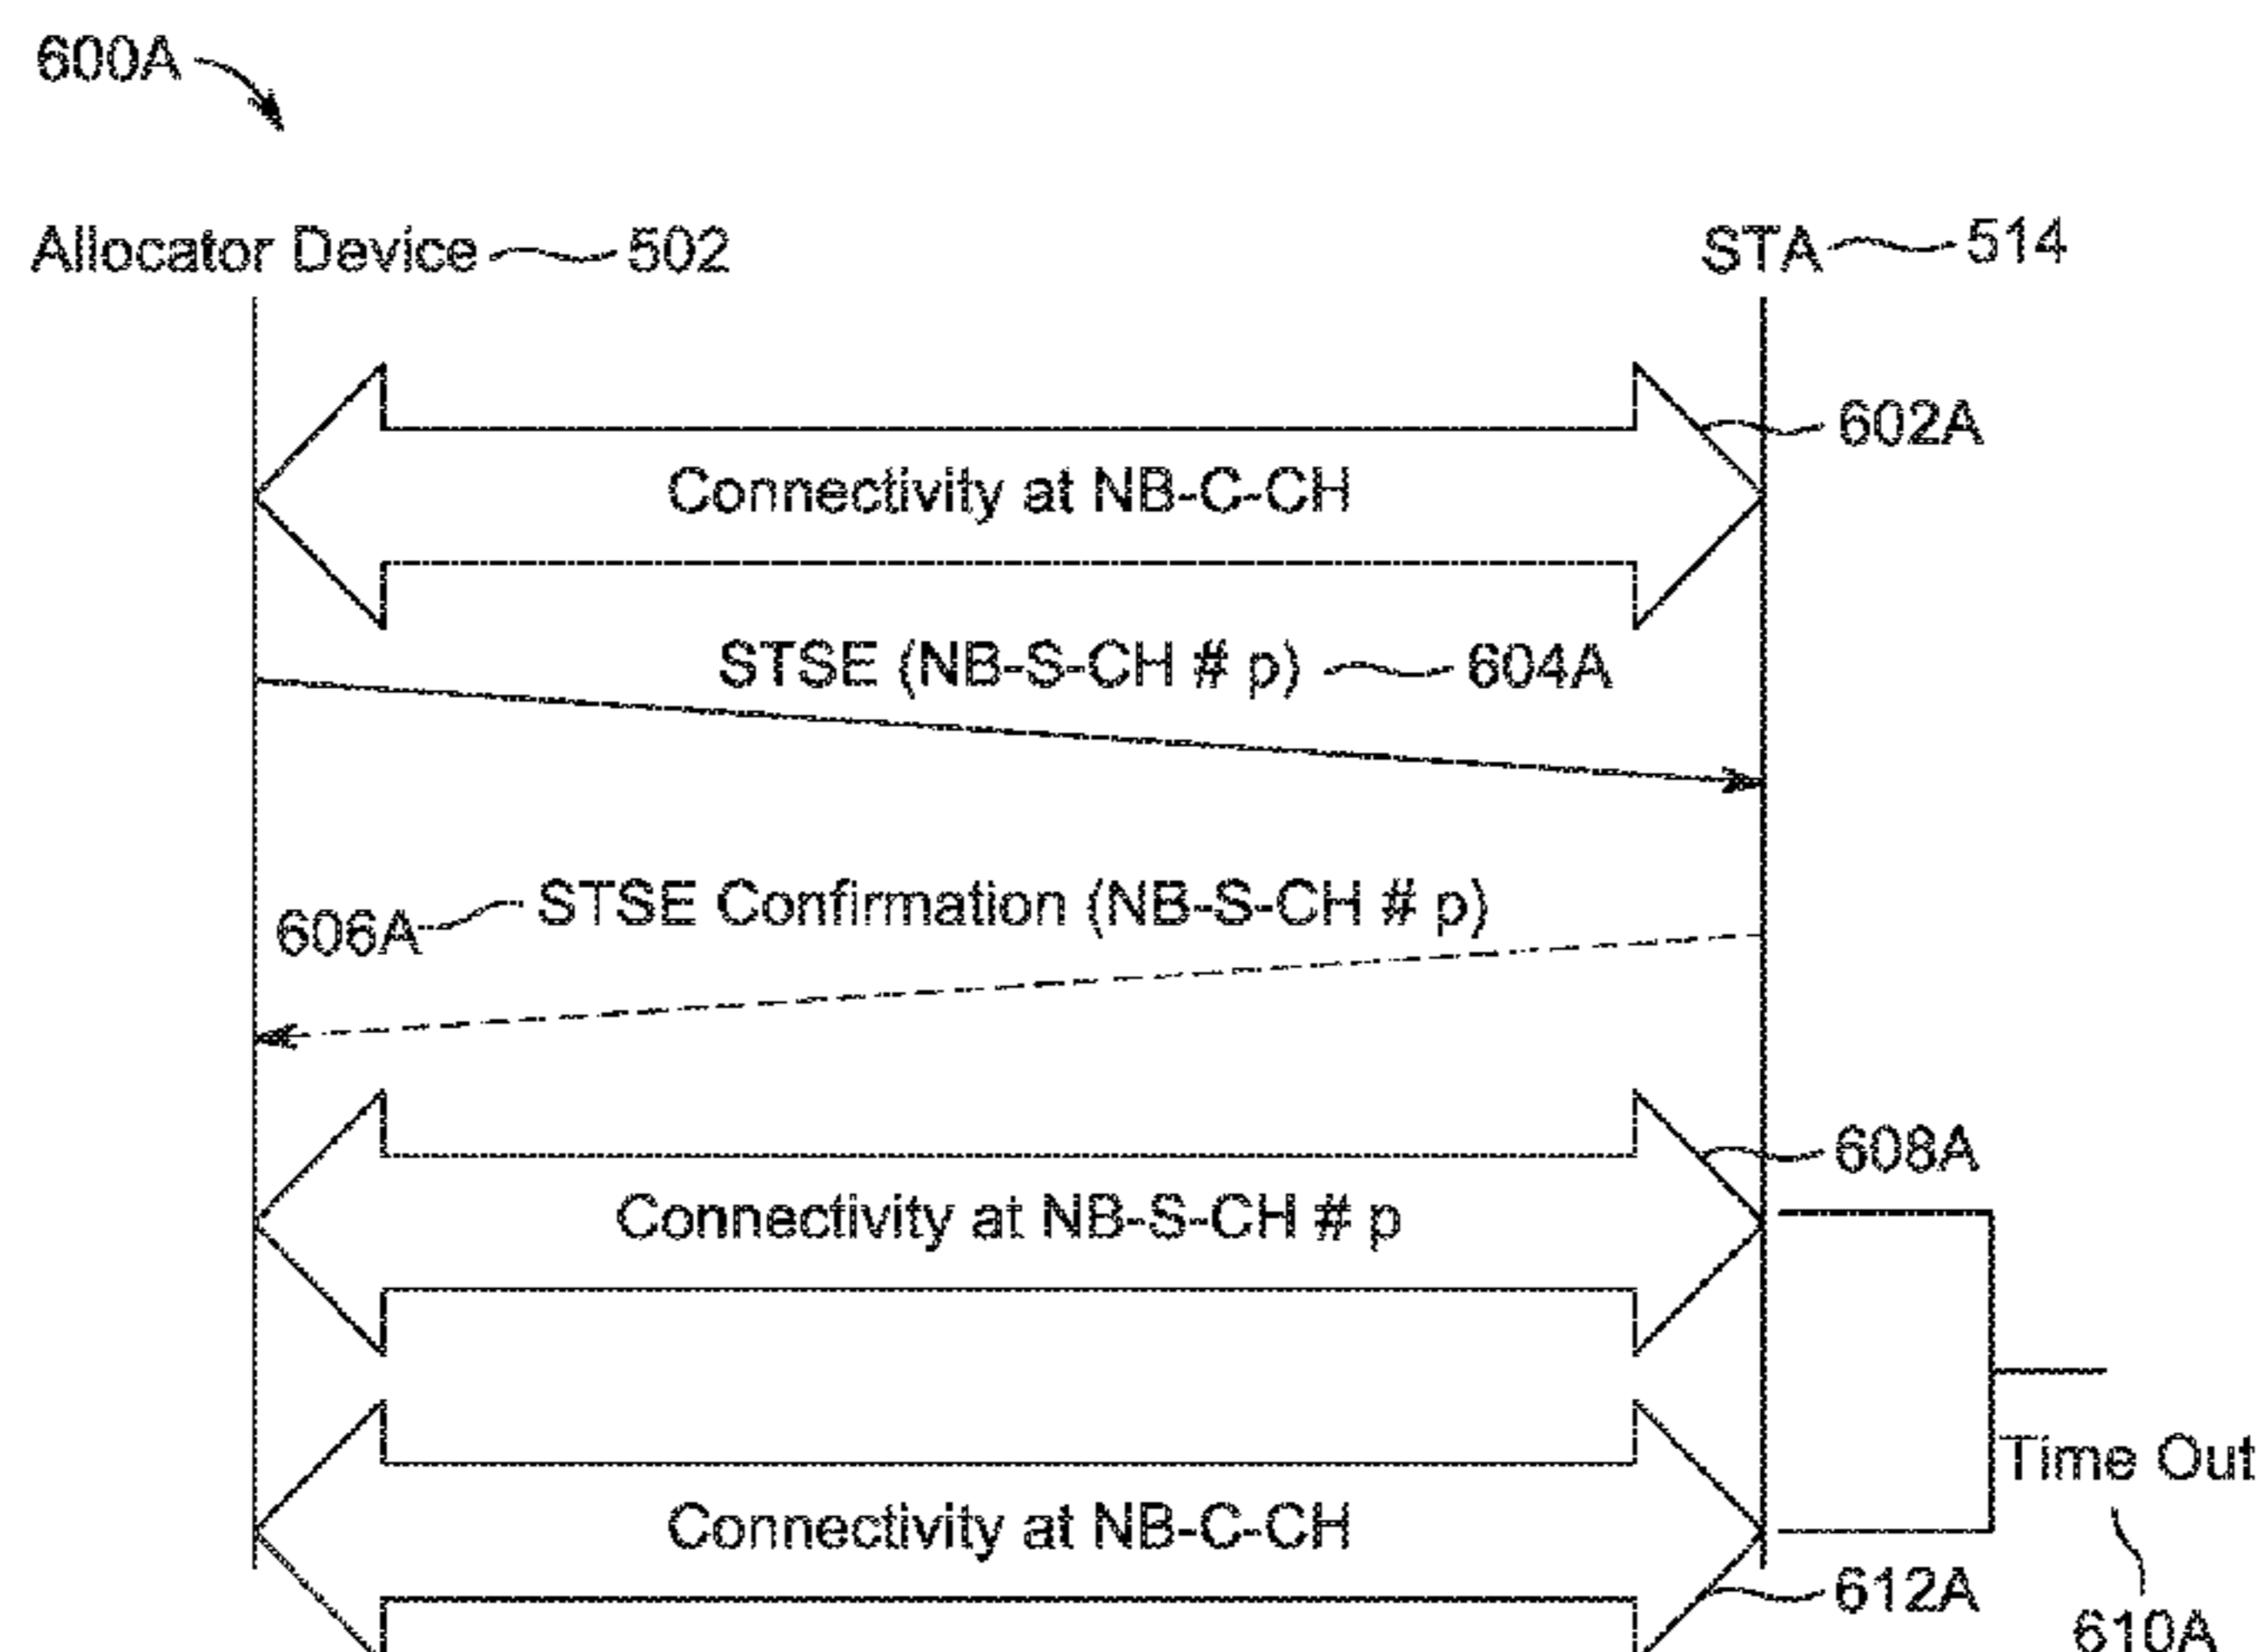 600A
Allocator Device 502
STA 514
602A
Connectivity at NB-C-CH
STSE (NB-S-CH # p) 604A
606A STSE Confirmation (NB-S-CH # p)
608A
Connectivity at NB-S-CH # p
Time Out
Connectivity at NB-C-CH
612A
610A